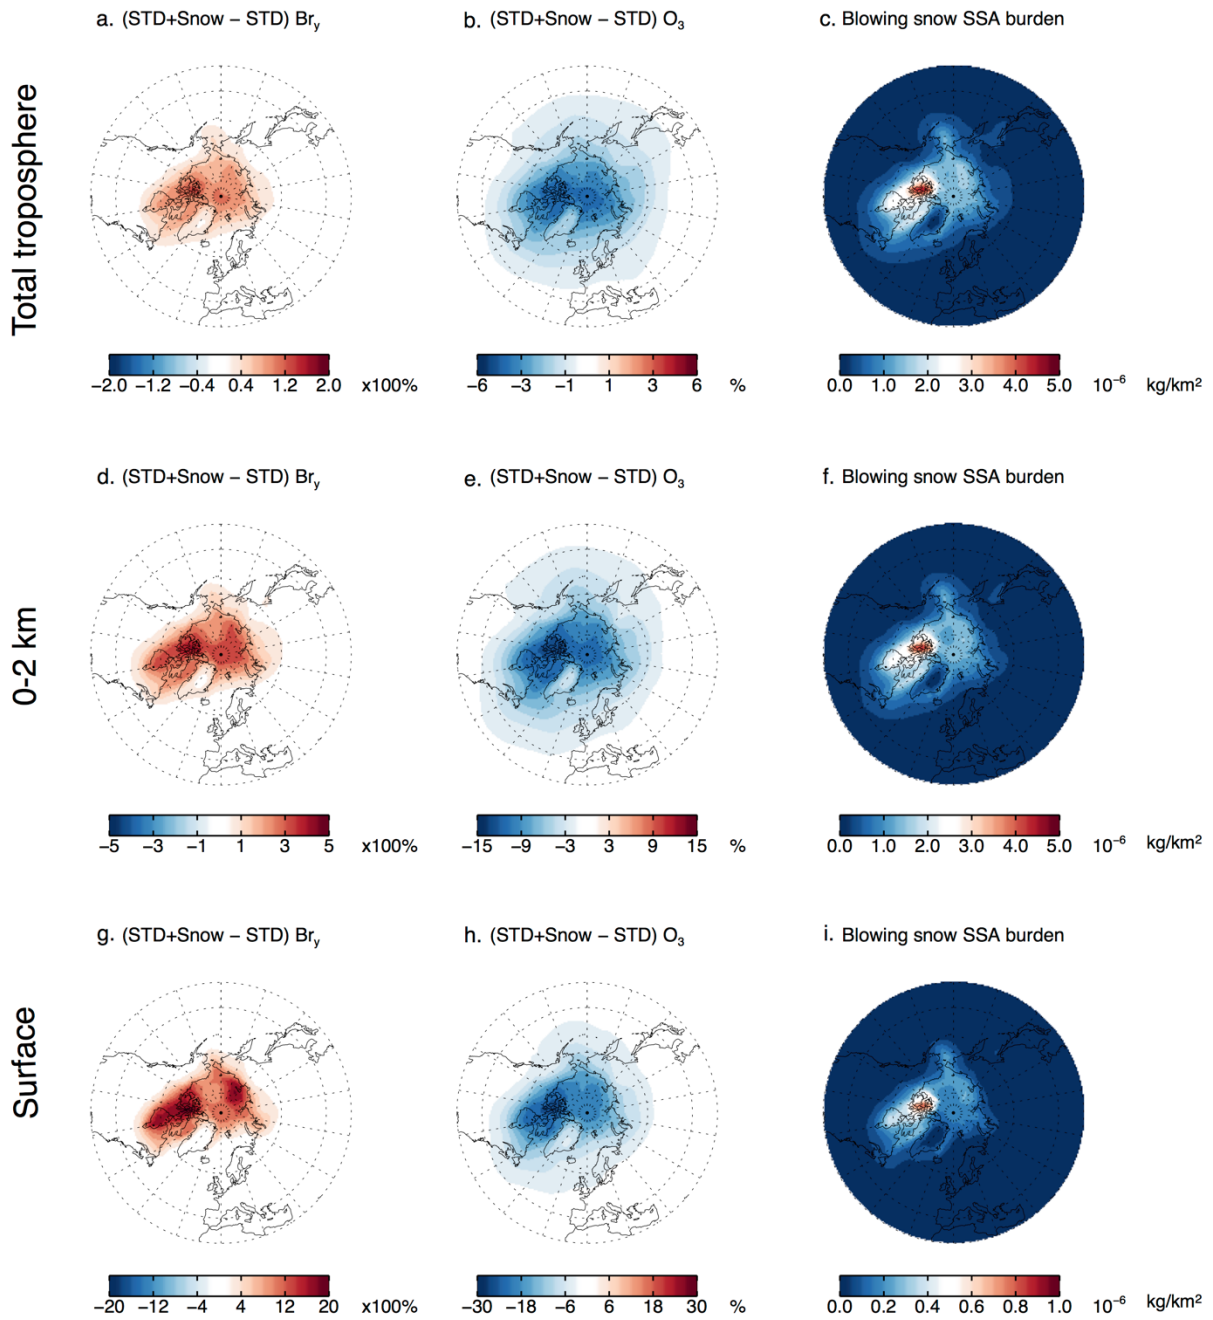 a. (STD+Snow − STD) Bry
b. (STD+Snow − STD) O3
c. Blowing snow SSA burden
Total troposphere
−2.0 −1.2 −0.4 0.4 1.2 2.0 x100%
−6 −3 −1 1 3 6 %
0.0 1.0 2.0 3.0 4.0 5.0 10−6 kg/km2
d. (STD+Snow − STD) Bry
e. (STD+Snow − STD) O3
f. Blowing snow SSA burden
0-2 km
−5 −3 −1 1 3 5 x100%
−15 −9 −3 3 9 15 %
0.0 1.0 2.0 3.0 4.0 5.0 10−6 kg/km2
g. (STD+Snow − STD) Bry
h. (STD+Snow − STD) O3
i. Blowing snow SSA burden
Surface
−20 −12 −4 4 12 20 x100%
−30 −18 −6 6 18 30 %
0.0 0.2 0.4 0.6 0.8 1.0 10−6 kg/km2